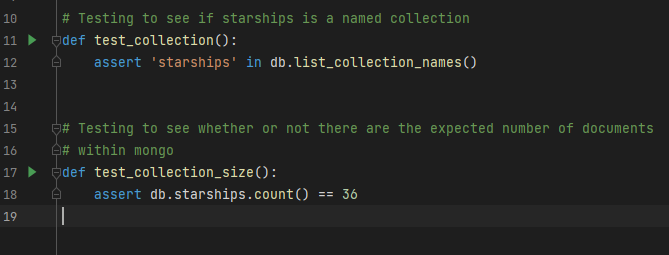 10 # Testing to see if starships is a named collection
11 def test_collection():
12     assert 'starships' in db.list_collection_names()
13
14
15 # Testing to see whether or not there are the expected number of documents
16 # within mongo
17 def test_collection_size():
18     assert db.starships.count() == 36
19